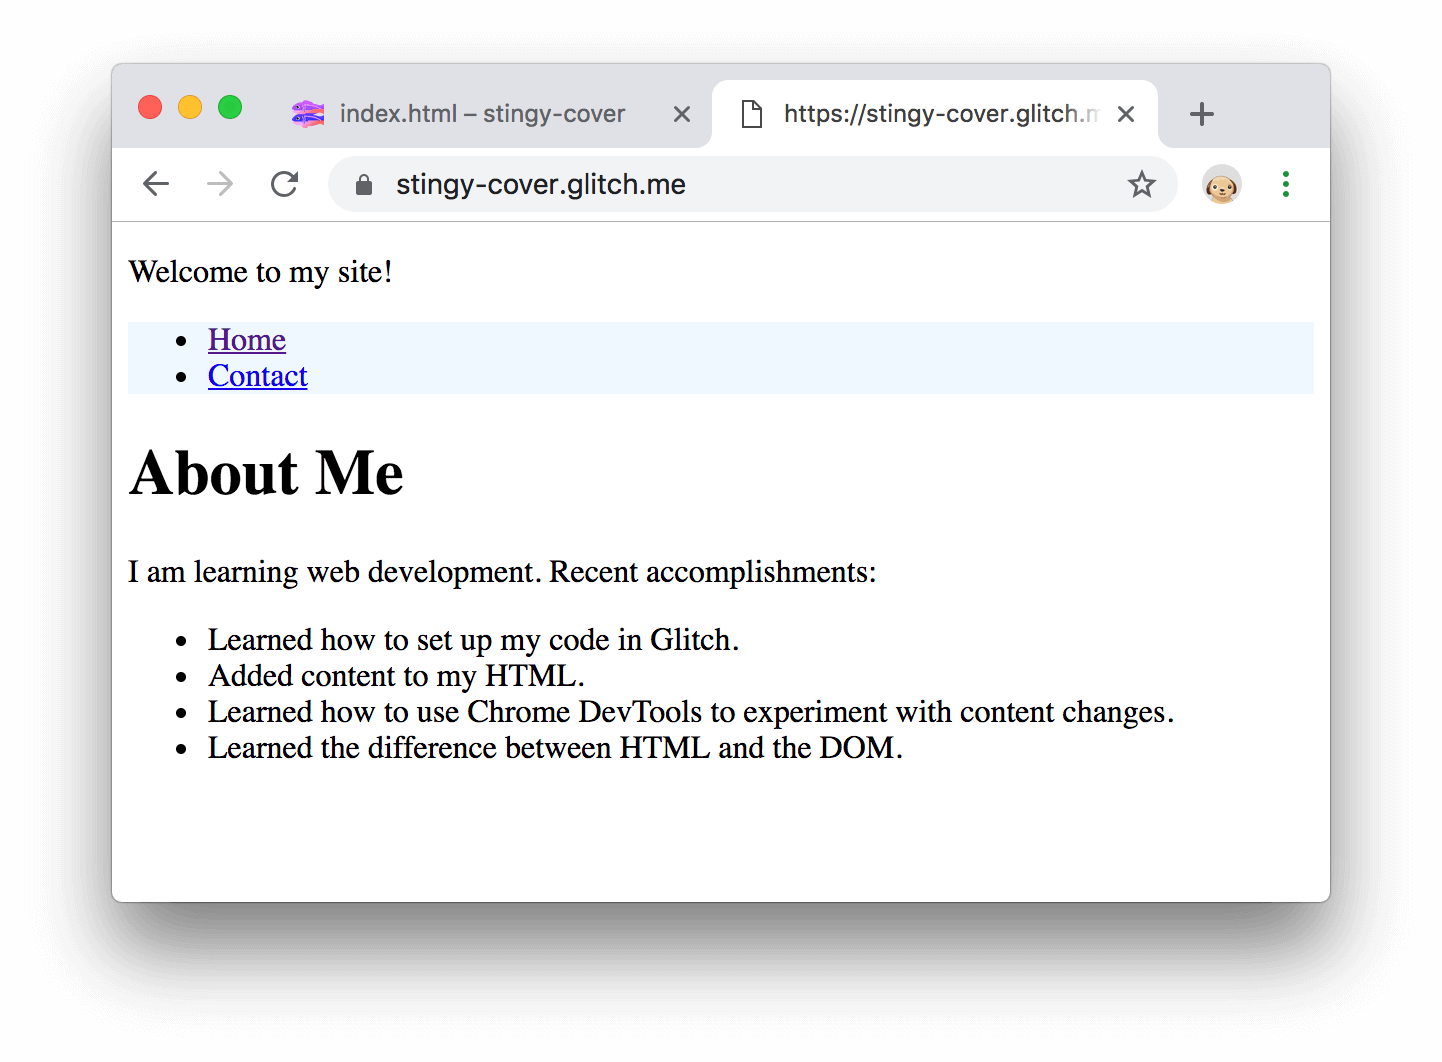 index.html – stingy-cover
https://stingy-cover.glitch.m
stingy-cover.glitch.me
Welcome to my site!
Home
Contact
About Me
I am learning web development. Recent accomplishments:
Learned how to set up my code in Glitch.
Added content to my HTML.
Learned how to use Chrome DevTools to experiment with content changes.
Learned the difference between HTML and the DOM.